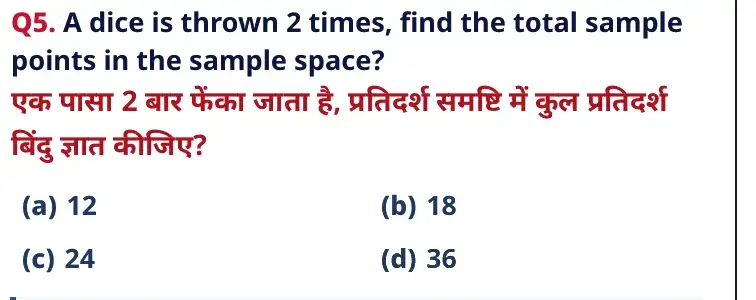 Q5. A dice is thrown 2 times, find the total sample
points in the sample space?
एक पासा 2 बार फेंका जाता है, प्रतिदर्श समष्टि में कुल प्रतिदर्श
बिंदु ज्ञात कीजिए?
(a) 12 (b) 18
(c) 24 (d) 36